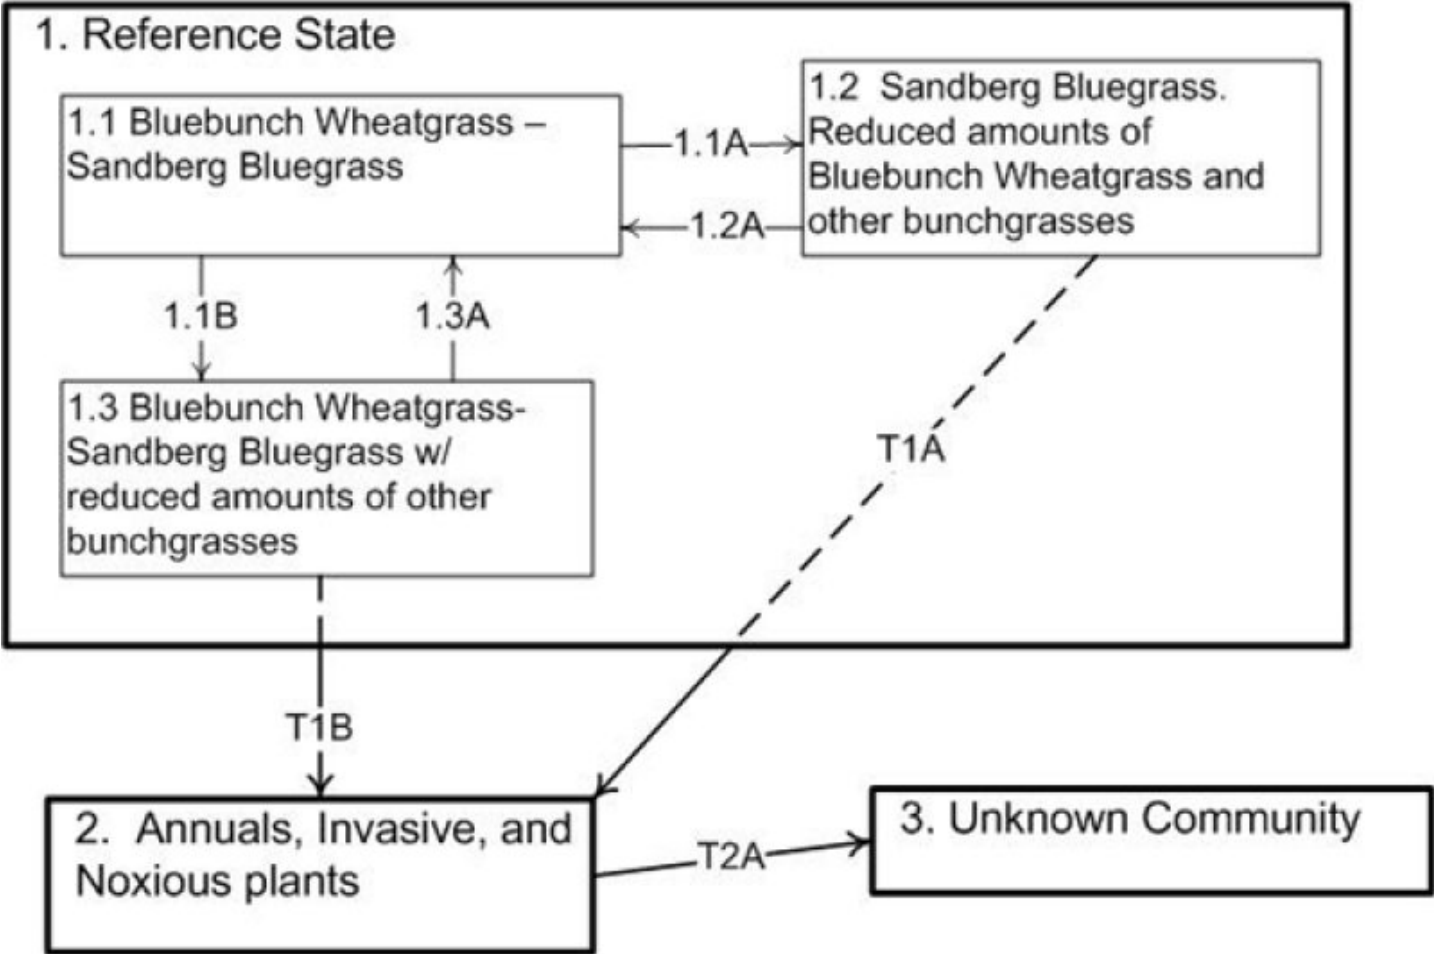 1. Reference State
1.1 Bluebunch Wheatgrass –
Sandberg Bluegrass
1.1A
1.2A
1.2  Sandberg Bluegrass.
Reduced amounts of
Bluebunch Wheatgrass and
other bunchgrasses
1.1B
1.3A
1.3 Bluebunch Wheatgrass-
Sandberg Bluegrass w/
reduced amounts of other
bunchgrasses
T1A
T1B
2.  Annuals, Invasive, and
Noxious plants
T2A
3. Unknown Community